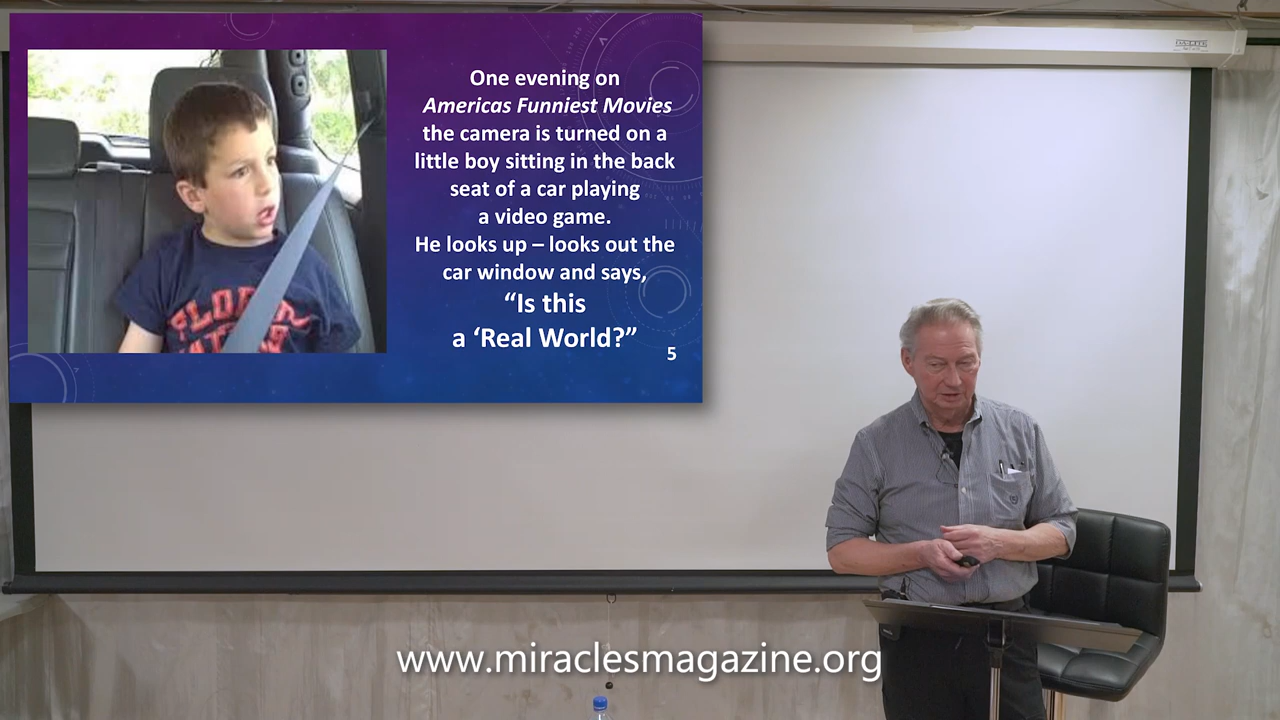 One evening on
Americas Funniest Movies
the camera is turned on a
little boy sitting in the back
seat of a car playing
a video game.
He looks up – looks out the
car window and says,
“Is this
a ‘Real World?”
5
www.miraclesmagazine.org